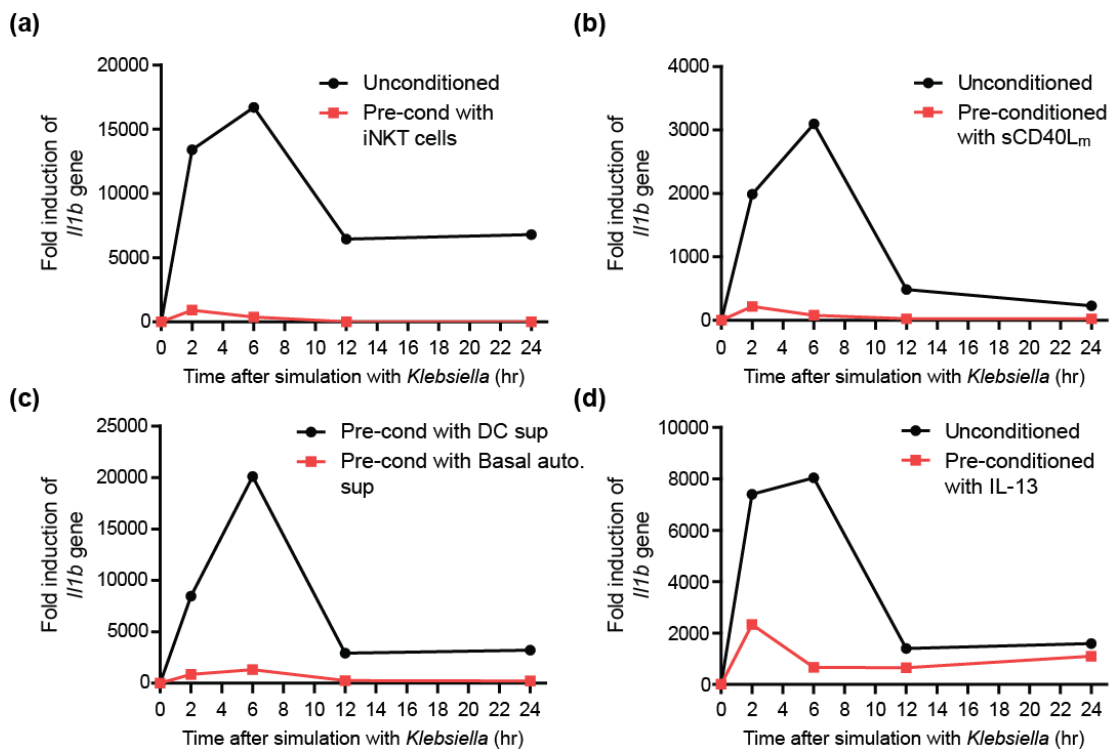 (a)
Fold induction of
Il1b gene
20000
15000
10000
5000
0
Unconditioned
Pre-cond with
iNKT cells
0 2 4 6 8 10 12 14 16 18 20 22 24
Time after simulation with Klebsiella (hr)
(b)
Fold induction of
Il1b gene
4000
3000
2000
1000
0
Unconditioned
Pre-conditioned
with sCD40Lm
0 2 4 6 8 10 12 14 16 18 20 22 24
Time after simulation with Klebsiella (hr)
(c)
Fold induction of
Il1b gene
25000
20000
15000
10000
5000
0
Pre-cond with DC sup
Pre-cond with Basal auto.
sup
0 2 4 6 8 10 12 14 16 18 20 22 24
Time after simulation with Klebsiella (hr)
(d)
Fold induction of
Il1b gene
10000
8000
6000
4000
2000
0
Unconditioned
Pre-conditioned
with IL-13
0 2 4 6 8 10 12 14 16 18 20 22 24
Time after simulation with Klebsiella (hr)